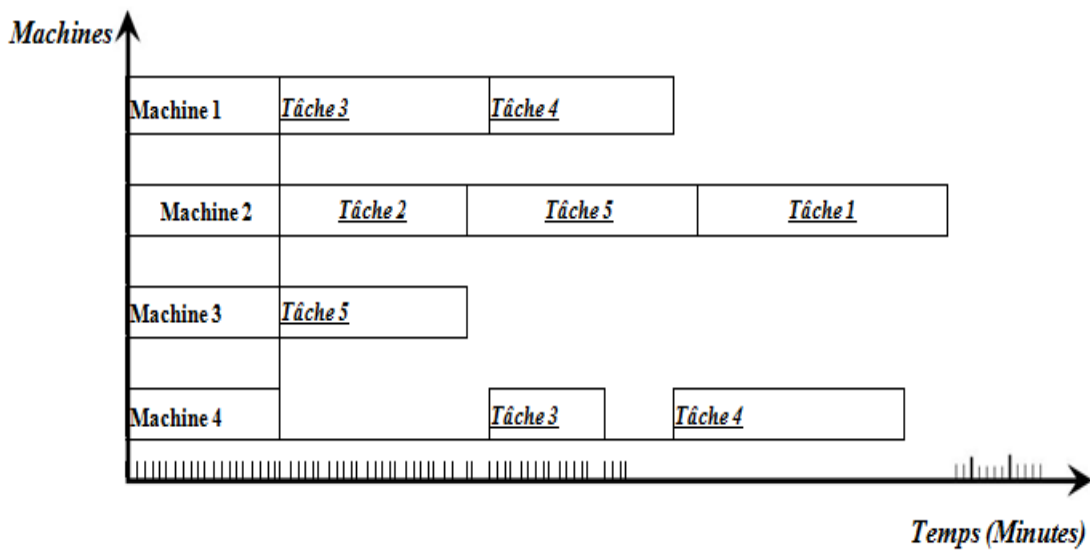 Machines
Machine 1 Tâche 3 Tâche 4
Machine 2 Tâche 2 Tâche 5 Tâche 1
Machine 3 Tâche 5
Machine 4 Tâche 3 Tâche 4
Temps (Minutes)